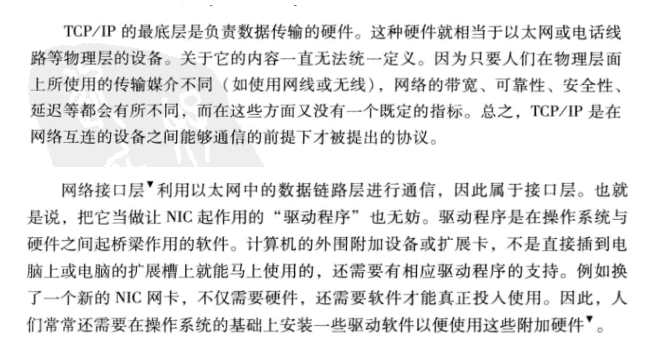 TCP/IP 的最底层是负责数据传输的硬件。这种硬件就相当于以太网或电话线
路等物理层的设备。关于它的内容一直无法统一定义。因为只要人们在物理层面
上所使用的传输媒介不同（如使用网线或无线），网络的带宽、可靠性、安全性、
延迟等都会有所不同，而在这些方面又没有一个既定的指标。总之，TCP/IP 是在
网络互连的设备之间能够通信的前提下才被提出的协议。
网络接口层▼利用以太网中的数据链路层进行通信，因此属于接口层。也就
是说，把它当做让 NIC 起作用的“驱动程序”也无妨。驱动程序是在操作系统与
硬件之间起桥梁作用的软件。计算机的外围附加设备或扩展卡，不是直接插到电
脑上或电脑的扩展槽上就能马上使用的，还需要有相应驱动程序的支持。例如换
了一个新的 NIC 网卡，不仅需要硬件，还需要软件才能真正投入使用。因此，人
们常常还需要在操作系统的基础上安装一些驱动软件以便使用这些附加硬件▼。